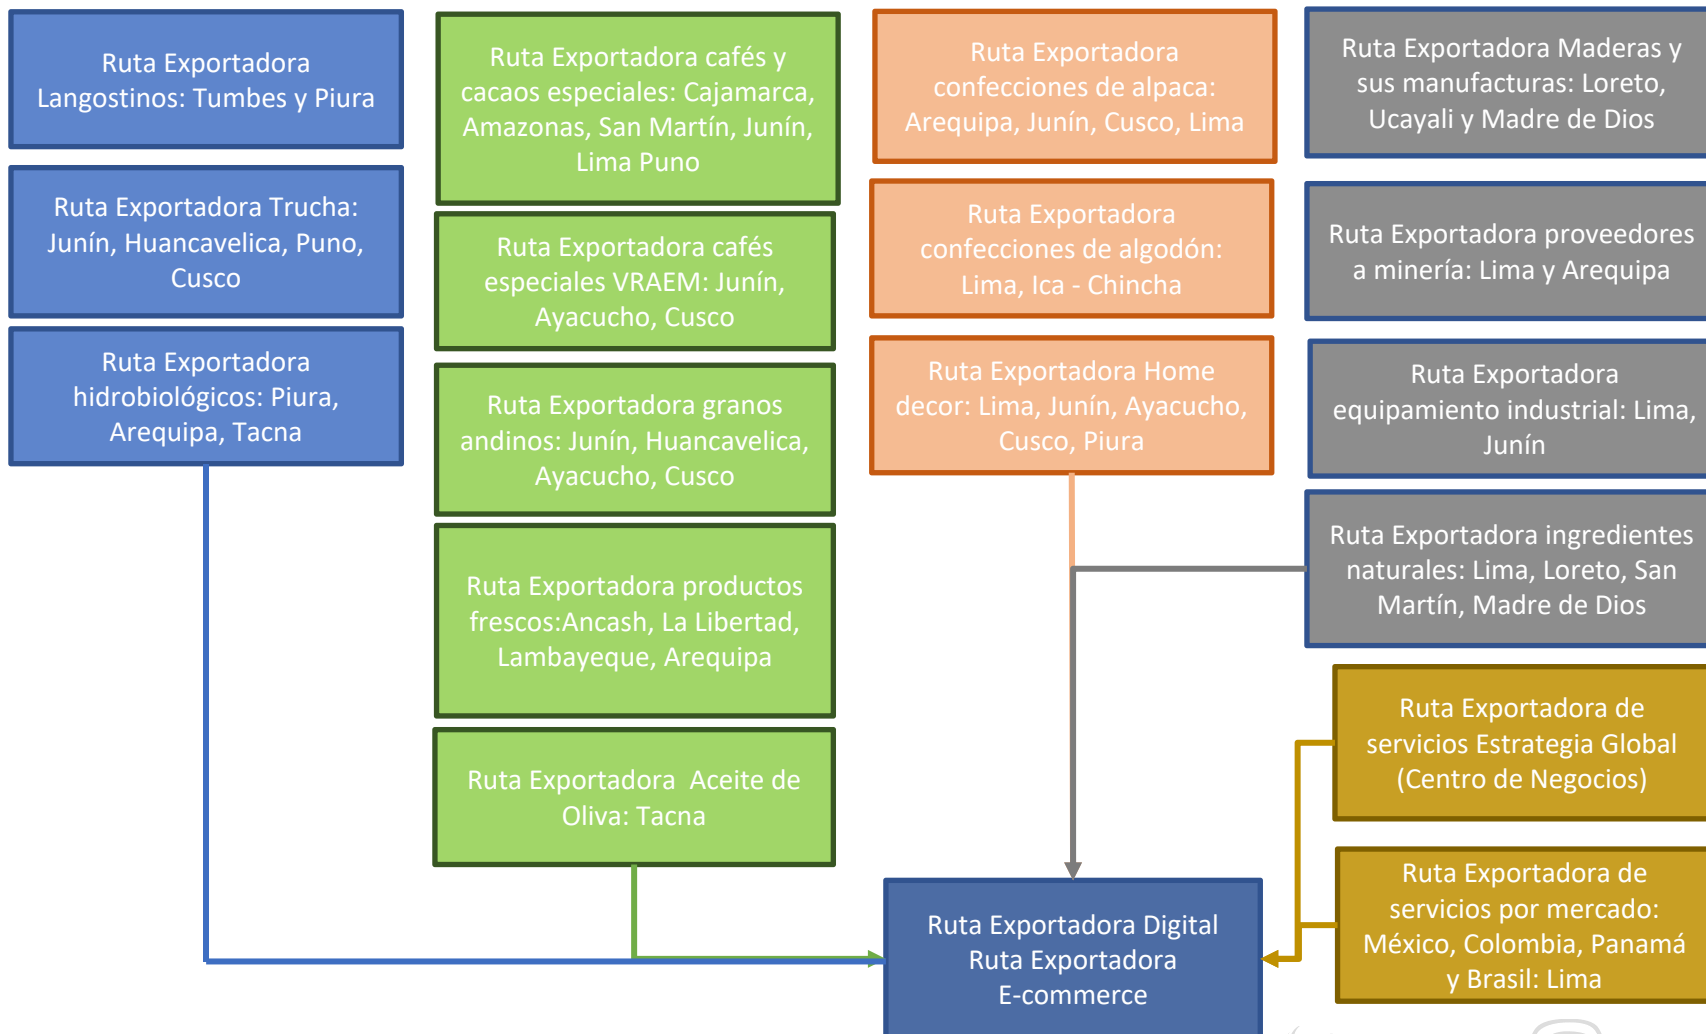 Ruta Exportadora
Langostinos: Tumbes y Piura
Ruta Exportadora Trucha:
Junín, Huancavelica, Puno,
Cusco
Ruta Exportadora
hidrobiológicos: Piura,
Arequipa, Tacna
Ruta Exportadora cafés y
cacaos especiales: Cajamarca,
Amazonas, San Martín, Junín,
Lima Puno
Ruta Exportadora cafés
especiales VRAEM: Junín,
Ayacucho, Cusco
Ruta Exportadora granos
andinos: Junín, Huancavelica,
Ayacucho, Cusco
Ruta Exportadora productos
frescos:Ancash, La Libertad,
Lambayeque, Arequipa
Ruta Exportadora  Aceite de
Oliva: Tacna
Ruta Exportadora
confecciones de alpaca:
Arequipa, Junín, Cusco, Lima
Ruta Exportadora
confecciones de algodón:
Lima, Ica - Chincha
Ruta Exportadora Home
decor: Lima, Junín, Ayacucho,
Cusco, Piura
Ruta Exportadora Maderas y
sus manufacturas: Loreto,
Ucayali y Madre de Dios
Ruta Exportadora proveedores
a minería: Lima y Arequipa
Ruta Exportadora
equipamiento industrial: Lima,
Junín
Ruta Exportadora ingredientes
naturales: Lima, Loreto, San
Martín, Madre de Dios
Ruta Exportadora de
servicios Estrategia Global
(Centro de Negocios)
Ruta Exportadora de
servicios por mercado:
México, Colombia, Panamá
y Brasil: Lima
Ruta Exportadora Digital
Ruta Exportadora
E-commerce